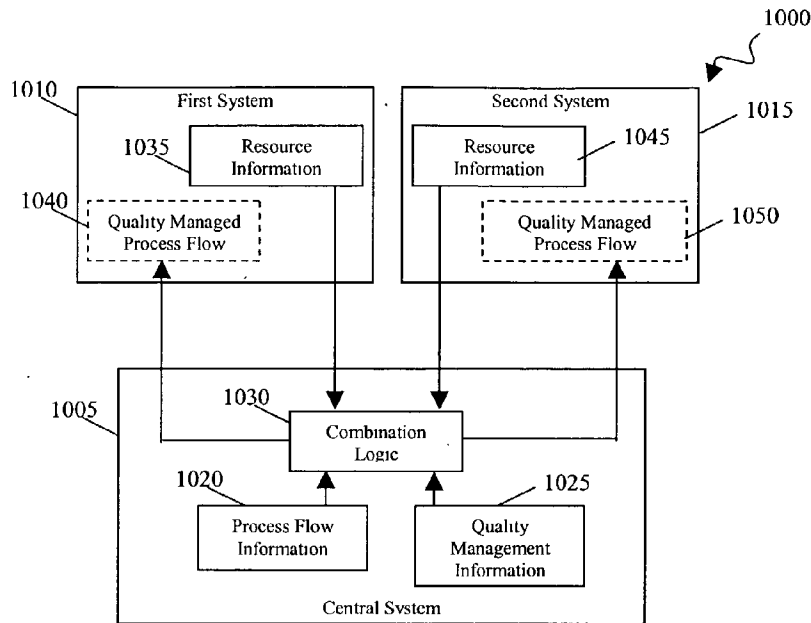 1000
1010
First System
Second System
1015
1035
Resource
Information
Resource
Information
1045
1040
Quality Managed
Process Flow
Quality Managed
Process Flow
1050
1005
1030
Combination
Logic
1020
Process Flow
Information
1025
Quality
Management
Information
Central System